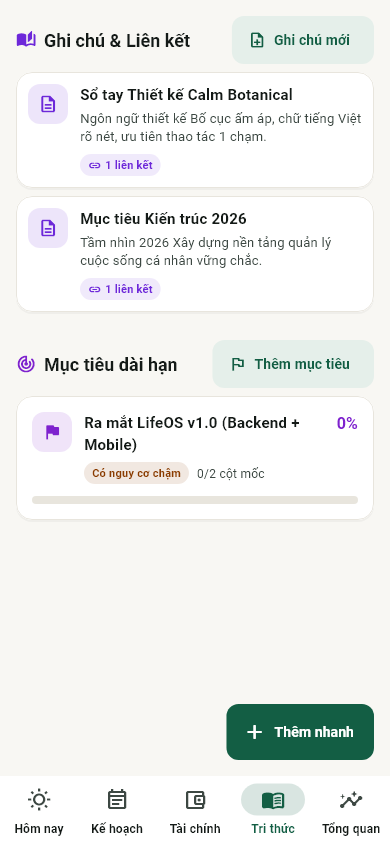 Ghi chú & Liên kết
Ghi chú mới
Sổ tay Thiết kế Calm Botanical
Ngôn ngữ thiết kế Bố cục ấm áp, chữ tiếng Việt
rõ nét, ưu tiên thao tác 1 chạm.
1 liên kết
Mục tiêu Kiến trúc 2026
Tầm nhìn 2026 Xây dựng nền tảng quản lý
cuộc sống cá nhân vững chắc.
1 liên kết
Mục tiêu dài hạn
Thêm mục tiêu
Ra mắt LifeOS v1.0 (Backend +
Mobile)
0%
Có nguy cơ chậm
0/2 cột mốc
Thêm nhanh
Hôm nay
Kế hoạch
Tài chính
Tri thức
Tổng quan